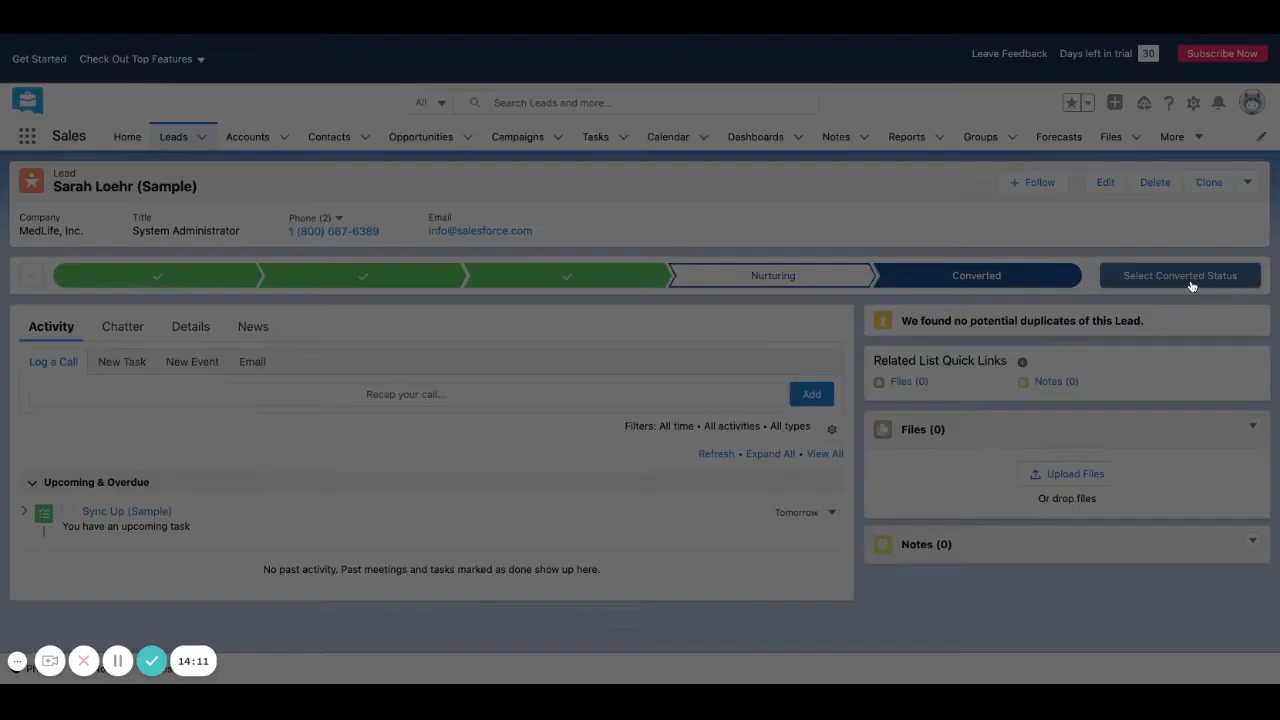 Get Started Check Out Top Features Leave Feedback Days left in trial 30 Subscribe Now
All Search Leads and more...
Sales Home Leads Accounts Contacts Opportunities Campaigns Tasks Calendar Dashboards Notes Reports Groups Forecasts Files More
Lead
Sarah Loehr (Sample)
+ Follow Edit Delete Clone
Company Title Phone (2) Email
MedLife, Inc. System Administrator 1 (800) 667-6389 info@salesforce.com
Nurturing Converted Select Converted Status
Activity Chatter Details News
Log a Call New Task New Event Email
Recap your call... Add
Filters: All time • All activities • All types
Refresh • Expand All • View All
Upcoming & Overdue
Sync Up (Sample) Tomorrow
You have an upcoming task
No past activity. Past meetings and tasks marked as done show up here.
We found no potential duplicates of this Lead.
Related List Quick Links
Files (0) Notes (0)
Files (0)
Upload Files
Or drop files
Notes (0)
14:11